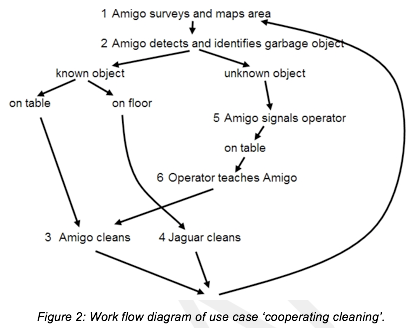 1 Amigo surveys and maps area
2 Amigo detects and identifies garbage object
known object
unknown object
on table
on floor
5 Amigo signals operator
on table
6 Operator teaches Amigo
3 Amigo cleans
4 Jaguar cleans
Figure 2: Work flow diagram of use case 'cooperating cleaning'.